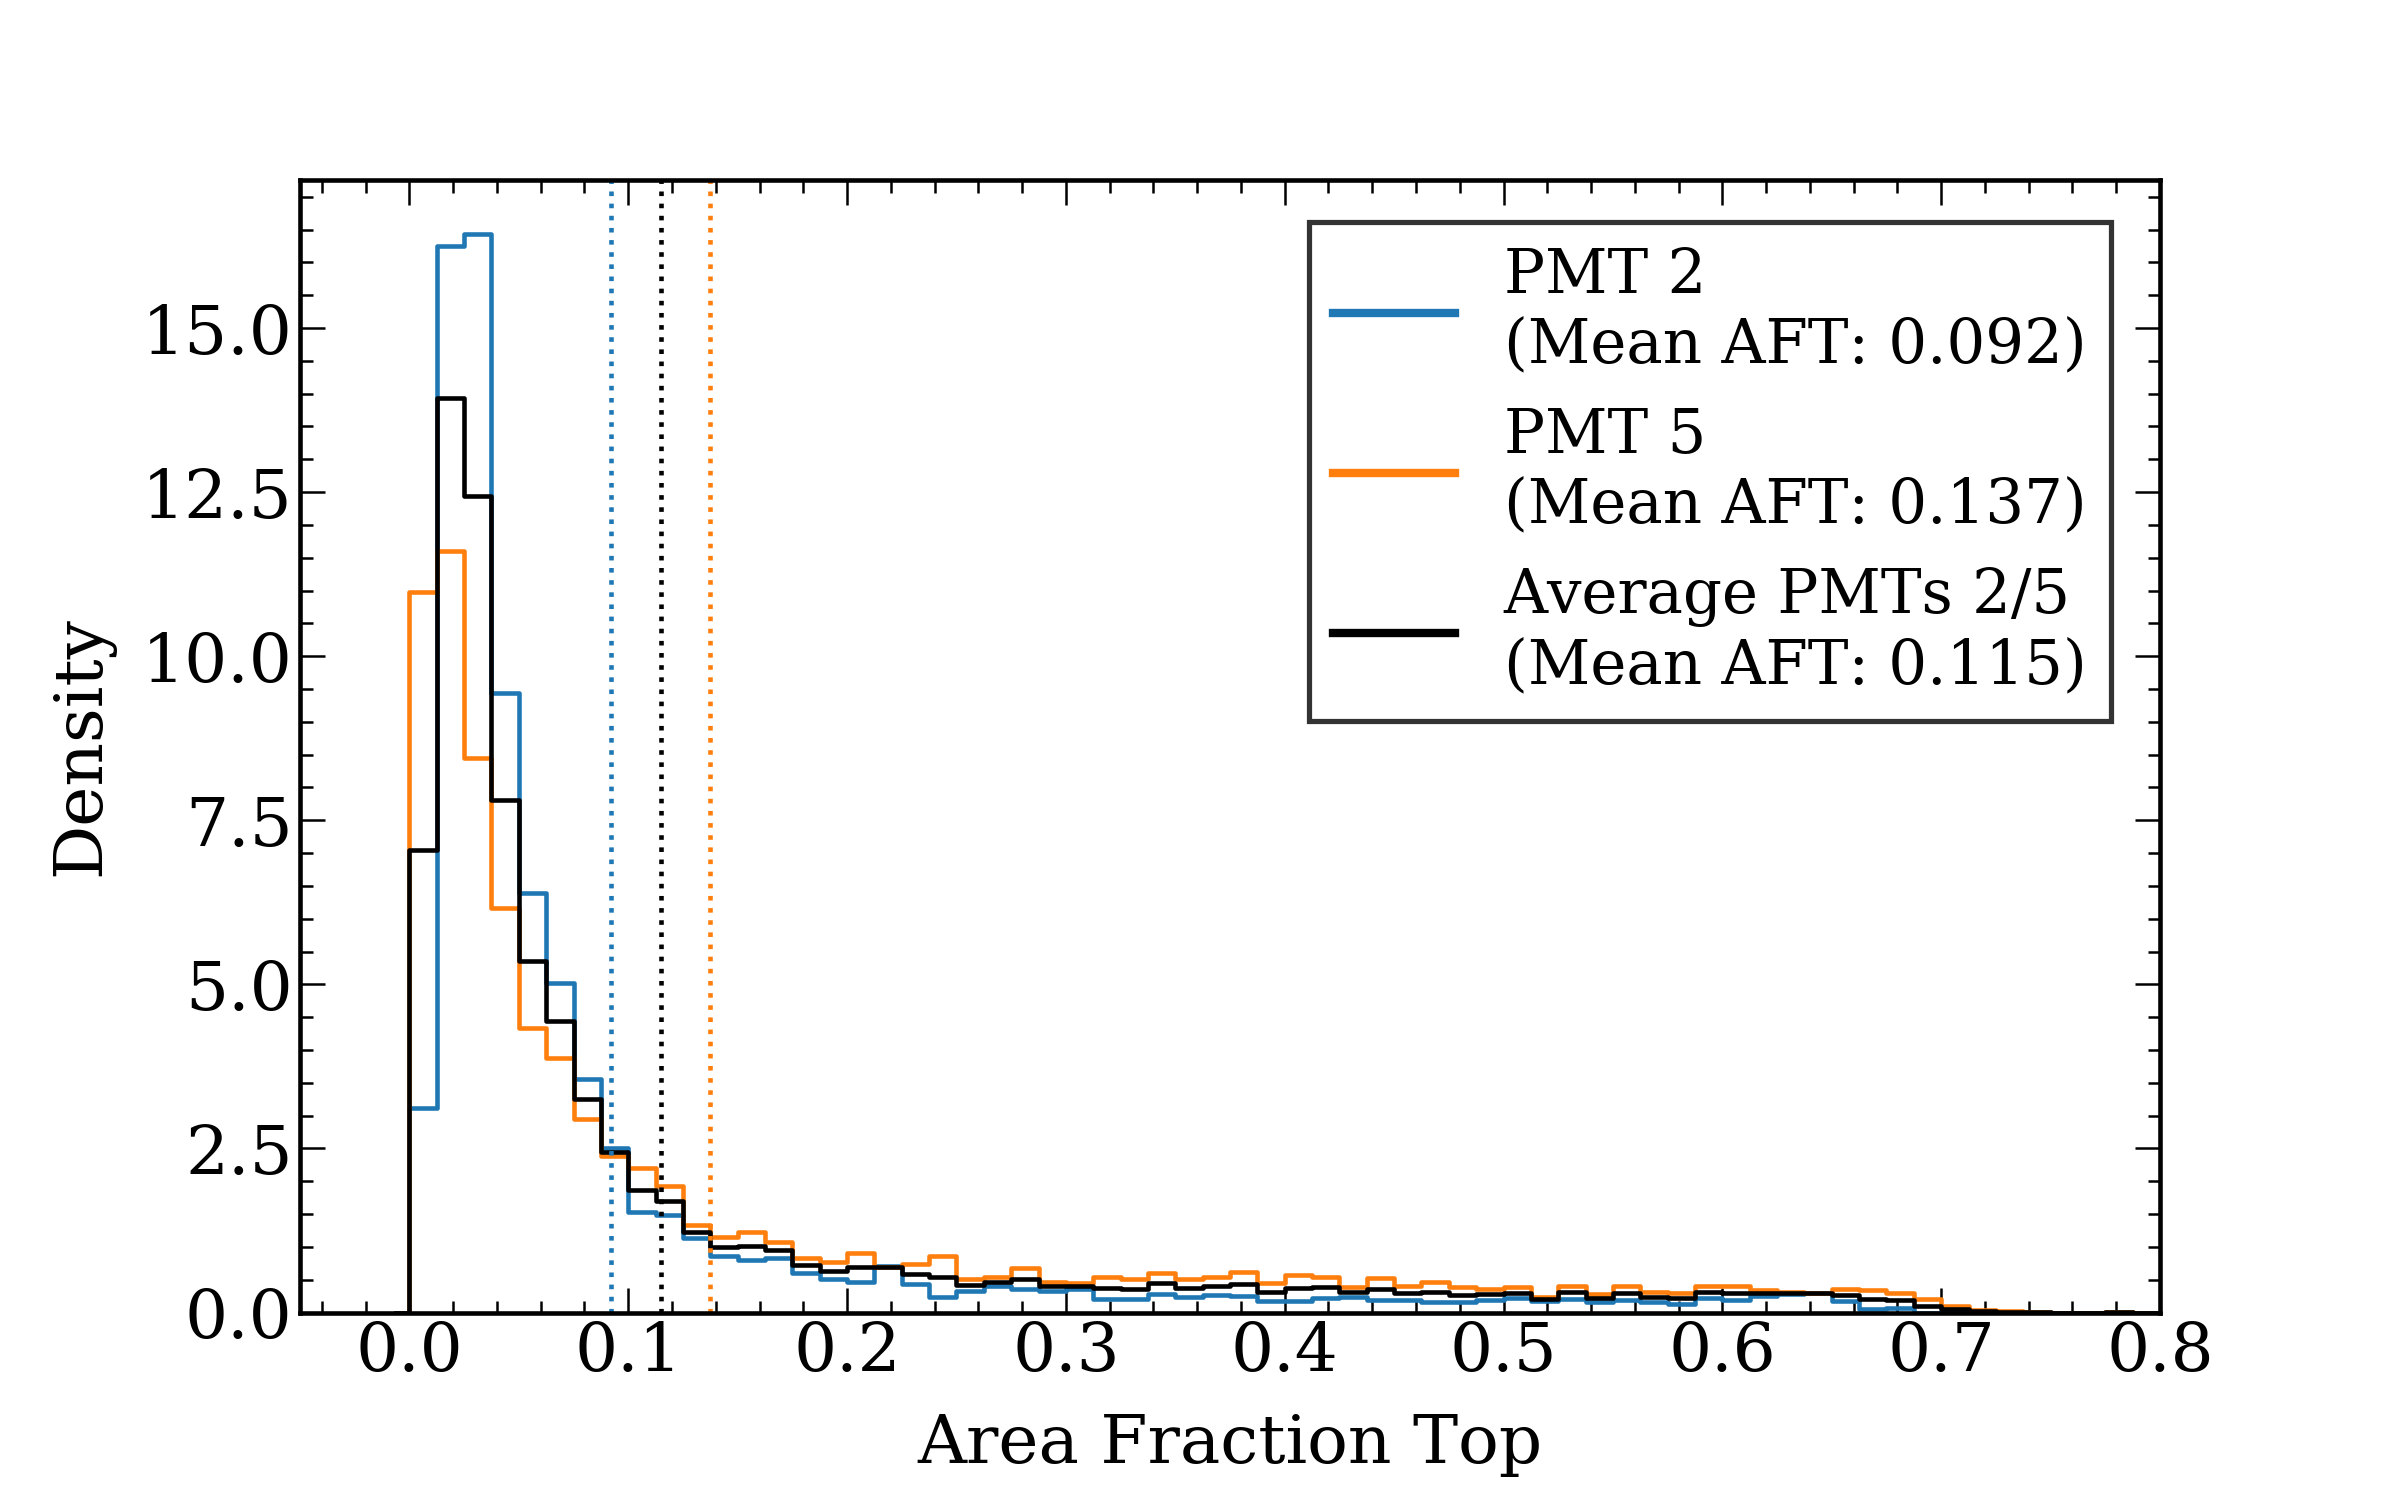 PMT 2
(Mean AFT: 0.092)
PMT 5
(Mean AFT: 0.137)
Average PMTs 2/5
(Mean AFT: 0.115)
15.0
12.5
10.0
7.5
5.0
2.5
0.0
Density
0.0 0.1 0.2 0.3 0.4 0.5 0.6 0.7 0.8
Area Fraction Top